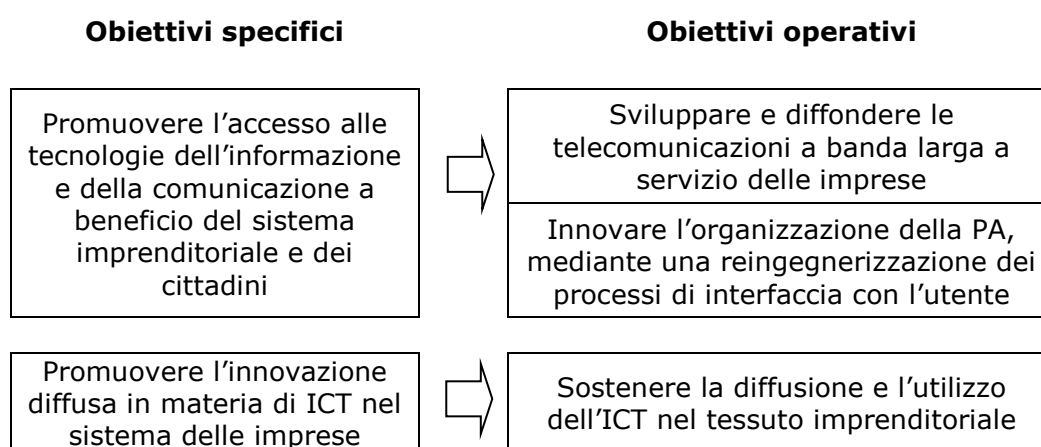 Obiettivi specifici
Obiettivi operativi
Promuovere l’accesso alle
tecnologie dell’informazione
e della comunicazione a
beneficio del sistema
imprenditoriale e dei
cittadini
Sviluppare e diffondere le
telecomunicazioni a banda larga a
servizio delle imprese
Innovare l’organizzazione della PA,
mediante una reingegnerizzazione dei
processi di interfaccia con l’utente
Promuovere l’innovazione
diffusa in materia di ICT nel
sistema delle imprese
Sostenere la diffusione e l’utilizzo
dell’ICT nel tessuto imprenditoriale